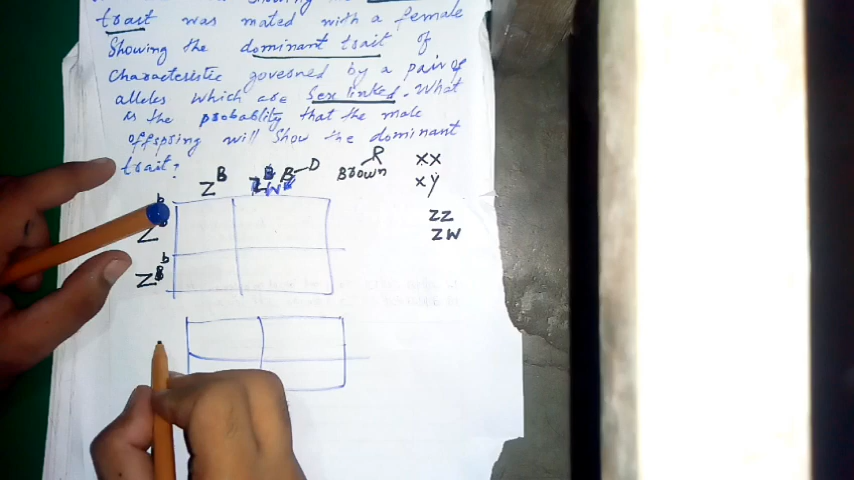 trait was mated with a female
Showing the dominant trait of
Characteristic governed by a pair of
alleles which are Sex linked. What
is the probablity that the male
offspring will show the dominant
trait?
R
B-D Brown
XX
XY
ZZ
ZW
Z^B
Z^b
Z^b